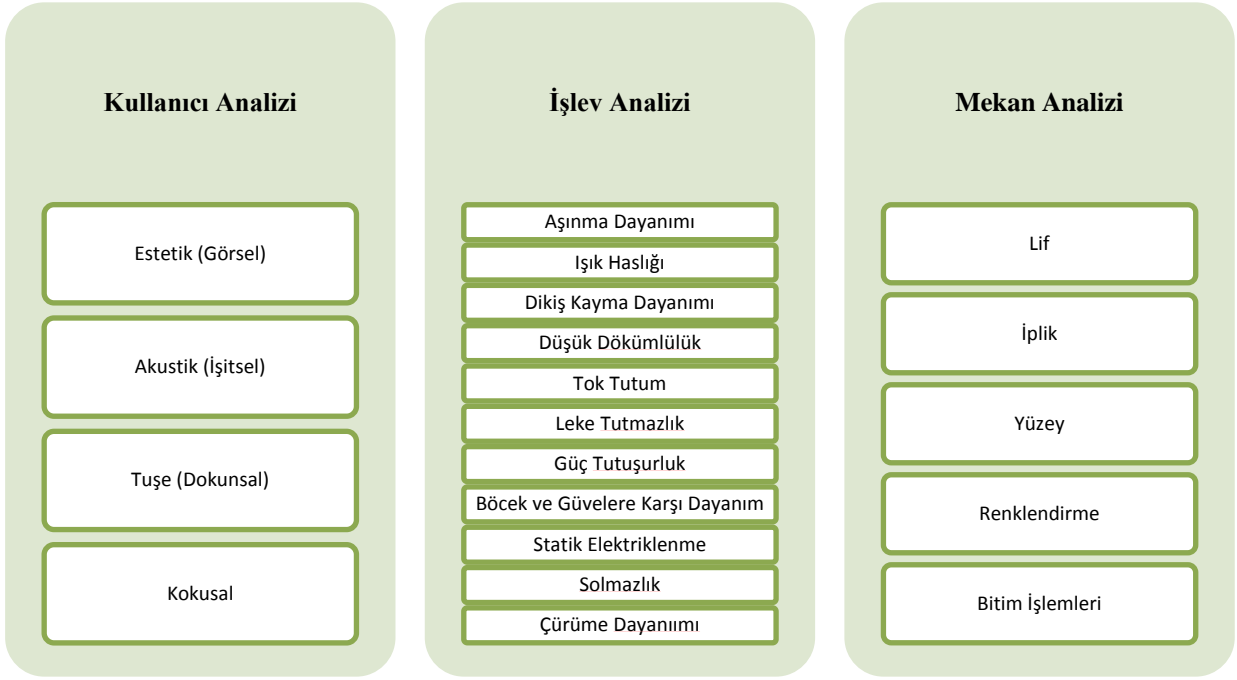 Kullanıcı Analizi
Estetik (Görsel)
Akustik (İşitsel)
Tuşe (Dokunsal)
Kokusal
İşlev Analizi
Aşınma Dayanımı
Işık Haslığı
Dikiş Kayma Dayanımı
Düşük Dökümlülük
Tok Tutum
Leke Tutmazlık
Güç Tutuşurluk
Böcek ve Güvelere Karşı Dayanım
Statik Elektriklenme
Solmazlık
Çürüme Dayanıımı
Mekan Analizi
Lif
İplik
Yüzey
Renklendirme
Bitim İşlemleri